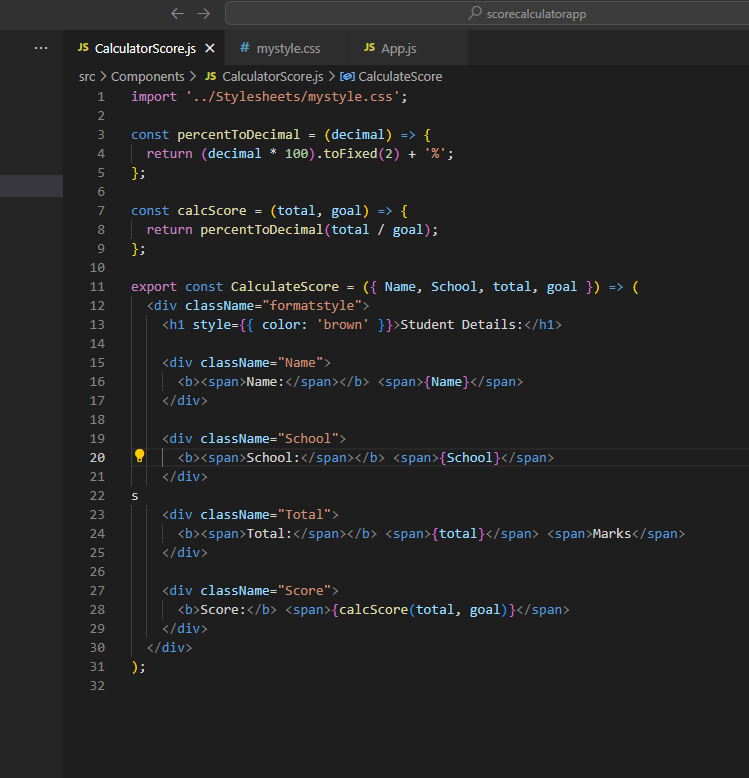 scorecalculatorapp
JS CalculatorScore.js # mystyle.css JS App.js
src > Components > JS CalculatorScore.js > CalculateScore
1 import '../Stylesheets/mystyle.css';
2
3 const percentToDecimal = (decimal) => {
4   return (decimal * 100).toFixed(2) + '%';
5 };
6
7 const calcScore = (total, goal) => {
8   return percentToDecimal(total / goal);
9 };
10
11 export const CalculateScore = ({ Name, School, total, goal }) => (
12   <div className="formatstyle">
13     <h1 style={{ color: 'brown' }}>Student Details:</h1>
14
15     <div className="Name">
16       <b><span>Name:</span></b> <span>{Name}</span>
17     </div>
18
19     <div className="School">
20       <b><span>School:</span></b> <span>{School}</span>
21     </div>
22 s
23     <div className="Total">
24       <b><span>Total:</span></b> <span>{total}</span> <span>Marks</span>
25     </div>
26
27     <div className="Score">
28       <b>Score:</b> <span>{calcScore(total, goal)}</span>
29     </div>
30   </div>
31 );
32